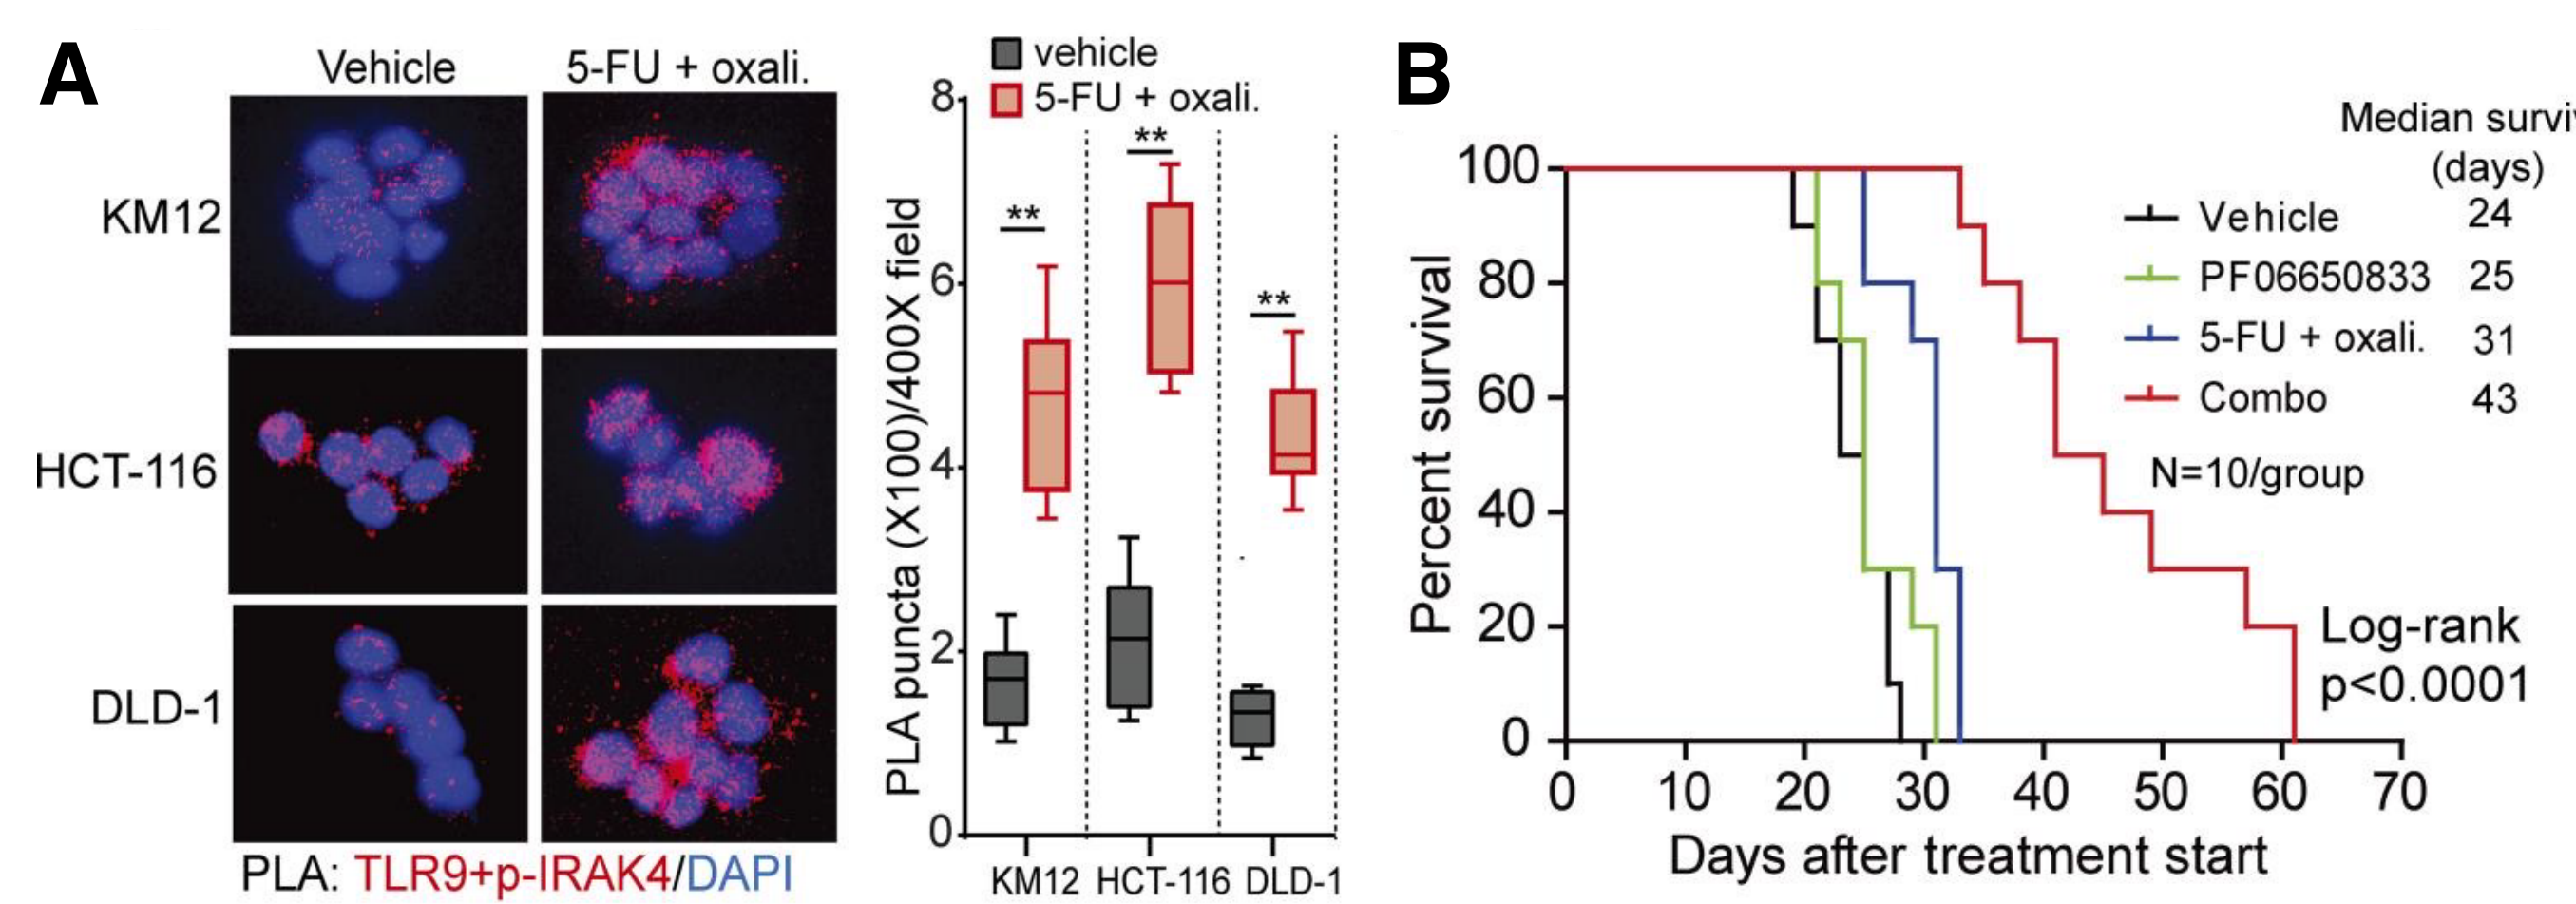 A
Vehicle
5-FU + oxali.
KM12
HCT-116
DLD-1
PLA: TLR9+p-IRAK4/DAPI
vehicle
5-FU + oxali.
PLA puncta (X100)/400X field
8
6
4
2
0
**
**
**
KM12 HCT-116 DLD-1
B
Percent survival
100
80
60
40
20
0
0 10 20 30 40 50 60 70
Days after treatment start
Median surviv
(days)
Vehicle 24
PF06650833 25
5-FU + oxali. 31
Combo 43
N=10/group
Log-rank
p<0.0001